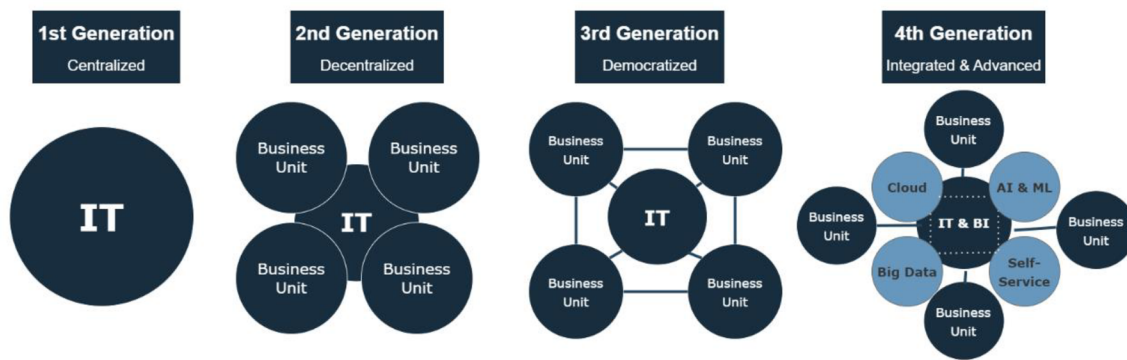 1st Generation
Centralized
IT
2nd Generation
Decentralized
Business
Unit
Business
Unit
IT
Business
Unit
Business
Unit
3rd Generation
Democratized
Business
Unit
Business
Unit
IT
Business
Unit
Business
Unit
4th Generation
Integrated & Advanced
Business
Unit
Cloud
AI & ML
Business
Unit
IT & BI
Business
Unit
Big Data
Self-
Service
Business
Unit